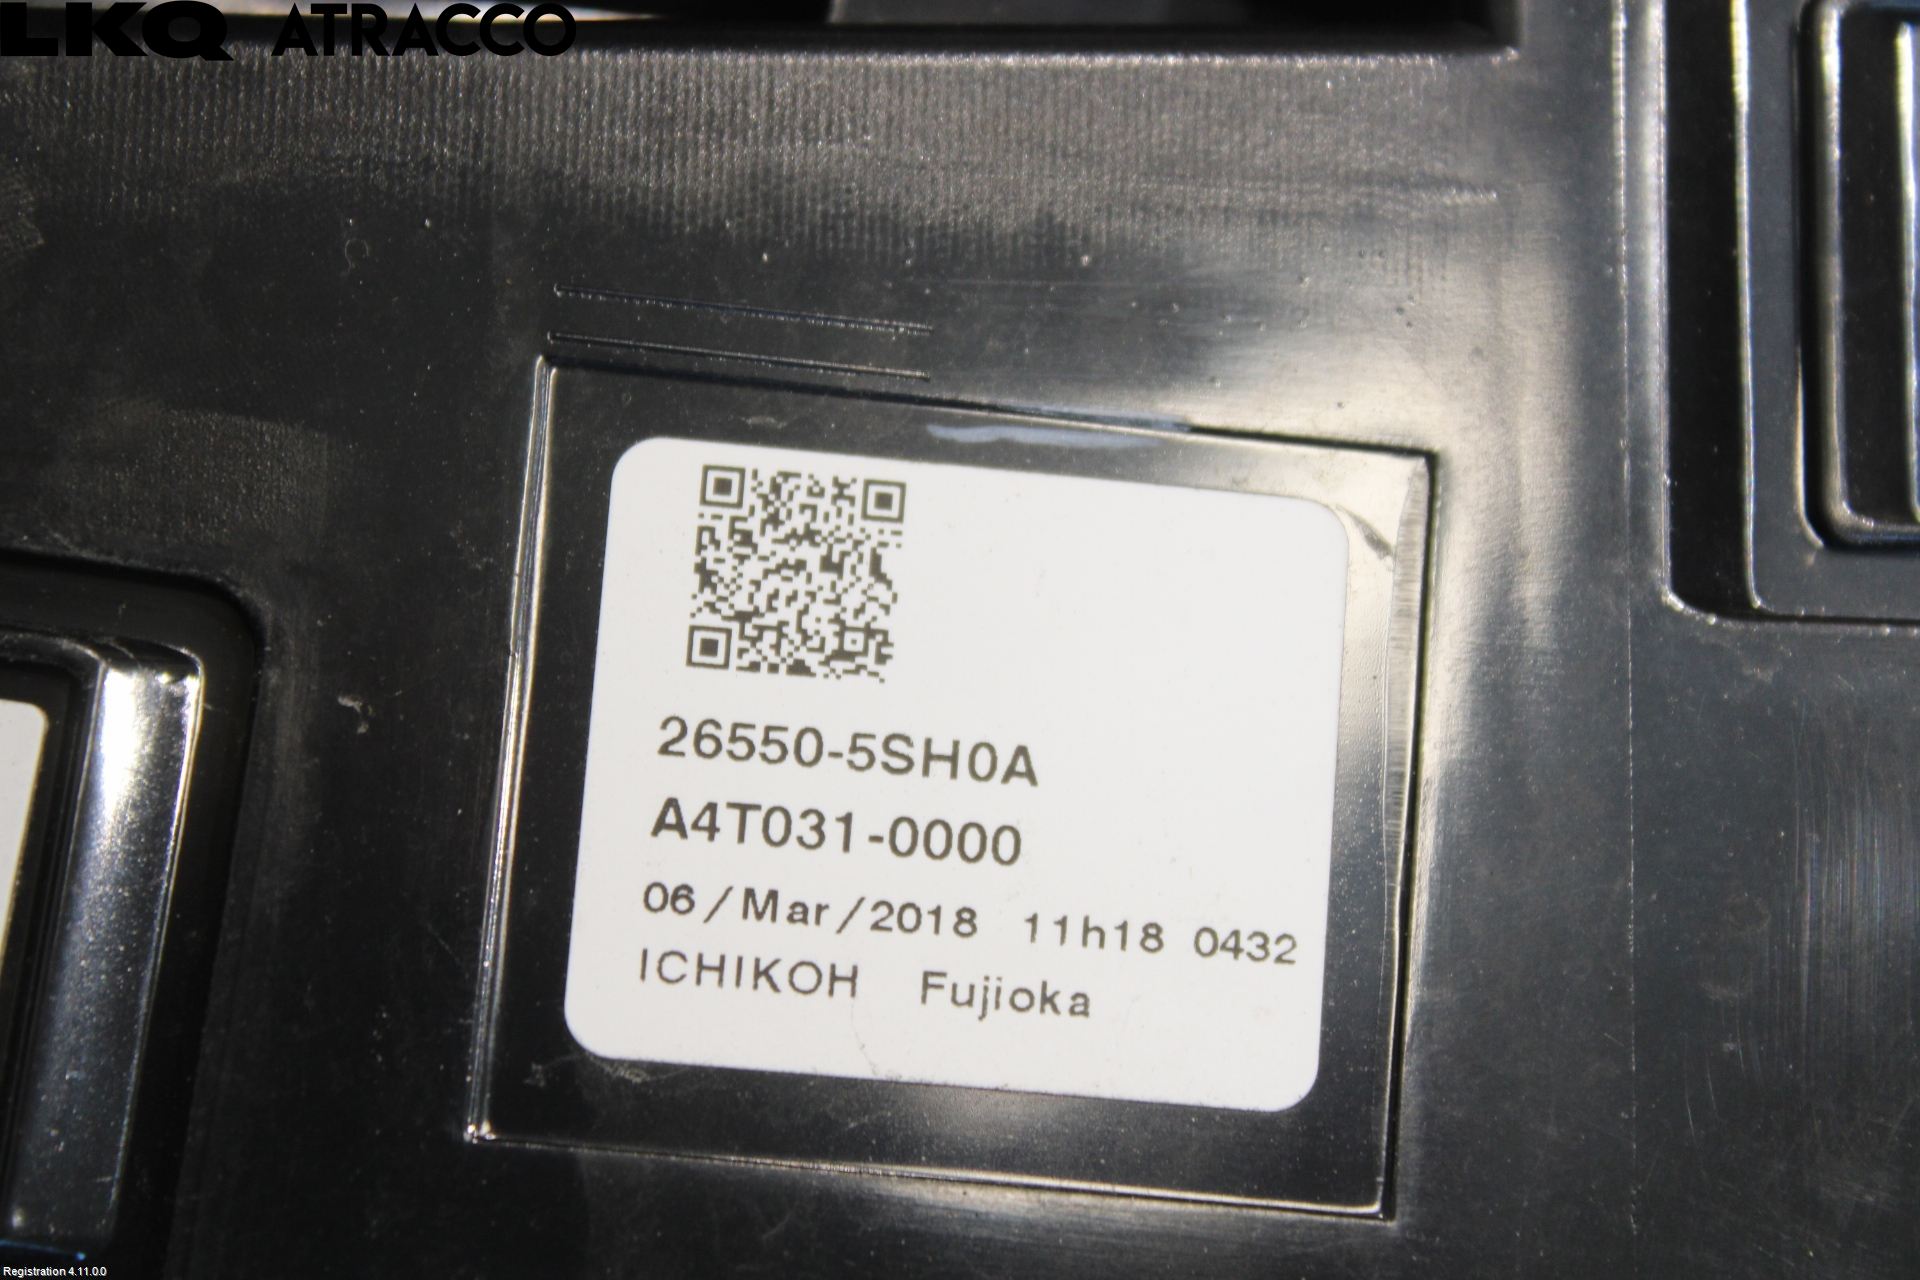 LKQ ATRACCO
26550-5SH0A
A4T031-0000
06/Mar/2018 11h18 0432
ICHIKOH Fujioka
Registration 4.11.0.0